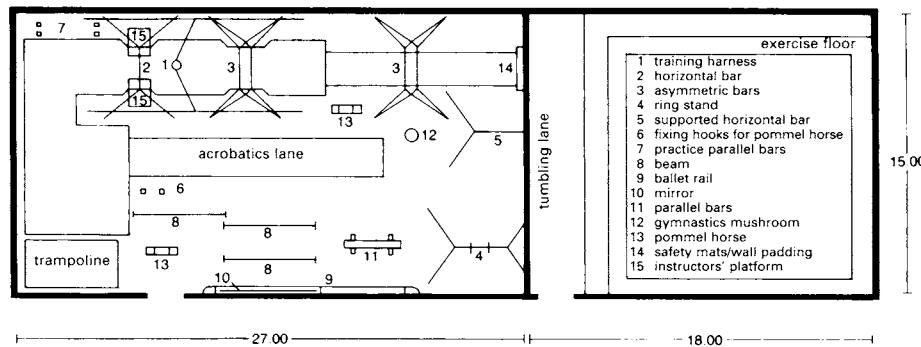 7
15
2
1
3
3
14
15
13
12
5
acrobatics lane
6
8
8
8
trampoline
13
11
4
10
9
tumbling lane
exercise floor
1 training harness
2 horizontal bar
3 asymmetric bars
4 ring stand
5 supported horizontal bar
6 fixing hooks for pommel horse
7 practice parallel bars
8 beam
9 ballet rail
10 mirror
11 parallel bars
12 gymnastics mushroom
13 pommel horse
14 safety mats/wall padding
15 instructors' platform
15.00
27.00
18.00